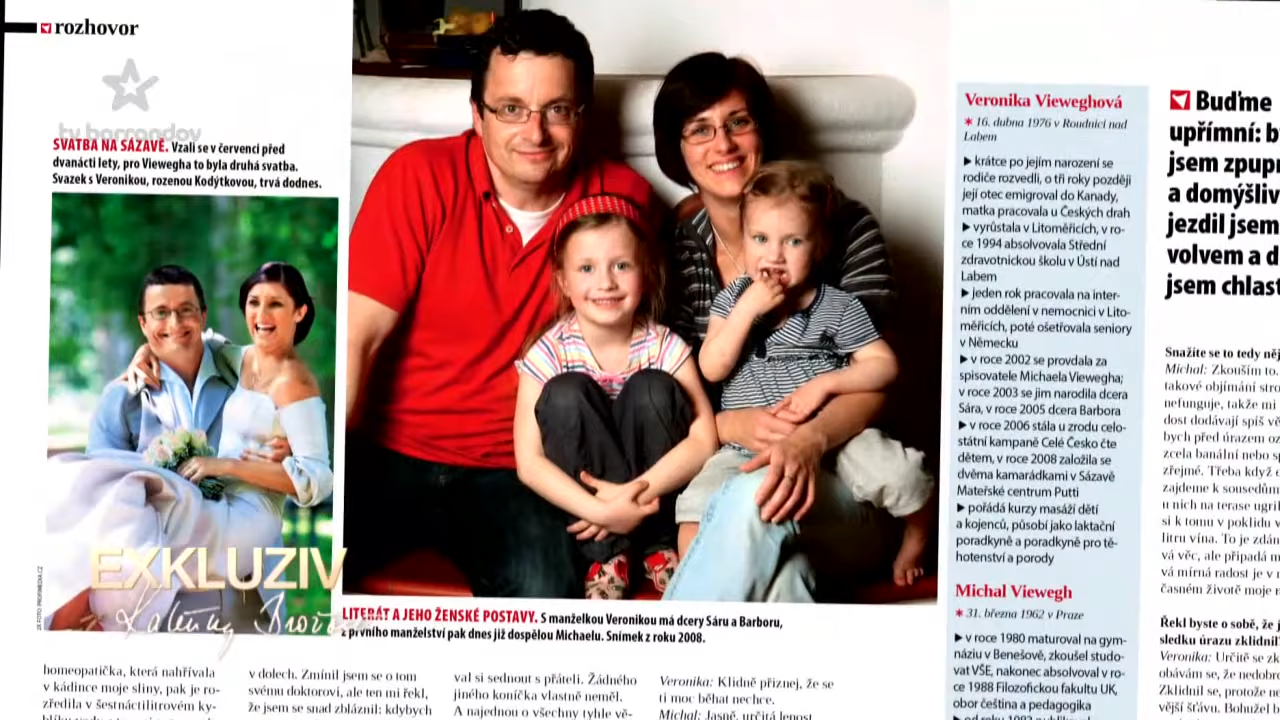 rozhovor
tv barrandov
SVATBA NA SÁZAVĚ. Vzali se v červenci před
dvanácti lety, pro Viewegha to byla druhá svatba.
Svazek s Veronikou, rozenou Kodýtkovou, trvá dodnes.
EXKLUZIV
Kateřiny Brožové
LITERÁT A JEHO ŽENSKÉ POSTAVY. S manželkou Veronikou má dcery Sáru a Barboru,
z prvního manželství pak dnes již dospělou Michaelu. Snímek z roku 2008.
homeopatička, která nahřívala
v kádince moje sliny, pak je ro-
zředila v šestnáctilitrovém ky-
v dolech. Zmínil jsem se o tom
svému doktorovi, ale ten mi řekl,
že jsem se snad zbláznil: kdybych
val si sednout s přáteli. Žádného
jiného koníčka vlastně neměl.
A najednou o všechny tyhle vě-
Veronika: Klidně přiznej, že se
ti moc běhat nechce.
Michal: Jasně, určitá lenost
Veronika Vieweghová
* 16. dubna 1976 v Roudnici nad
Labem
▶ krátce po jejím narození se
rodiče rozvedli, o tři roky později
její otec emigroval do Kanady,
matka pracovala u Českých drah
▶ vyrůstala v Litoměřicích, v ro-
ce 1994 absolvovala Střední
zdravotnickou školu v Ústí nad
Labem
▶ jeden rok pracovala na inter-
ním oddělení v nemocnici v Lito-
měřicích, poté ošetřovala seniory
v Německu
▶ v roce 2002 se provdala za
spisovatele Michaela Viewegha;
v roce 2003 se jim narodila dcera
Sára, v roce 2005 dcera Barbora
▶ v roce 2006 stála u zrodu celo-
státní kampaně Celé Česko čte
dětem, v roce 2008 založila se
dvěma kamarádkami v Sázavě
Mateřské centrum Putti
▶ pořádá kurzy masáží dětí
a kojenců, působí jako laktační
poradkyně a poradkyně pro tě-
hotenství a porody
Michal Viewegh
* 31. března 1962 v Praze
▶ v roce 1980 maturoval na gym-
náziu v Benešově, zkoušel studo-
vat VŠE, nakonec absolvoval v ro-
ce 1988 Filozofickou fakultu UK,
obor čeština a pedagogika
Buďme
upřímní: b
jsem zpupn
a domýšliv
jezdil jsem
volvem a d
jsem chlast
Snažíte se to tedy něj
Michal: Zkouším to.
takové objímání stro
nefunguje, takže mi
dost dodávají spíš vě
bych před úrazem oz
zcela banální nebo s
zřejmé. Třeba když
zajdeme k sousedům
u nich na terase ugril
si k tomu v poklidu v
litru vína. To je zdán
vá věc, ale připadá m
vá mírná radost je v
časném životě moje
Řekl byste o sobě, že j
sledku úrazu zklidnil?
Veronika: Určitě se zk
obávám se, že nedobr
Zklidnil se, protože ne
vější šťávu. Bohužel b